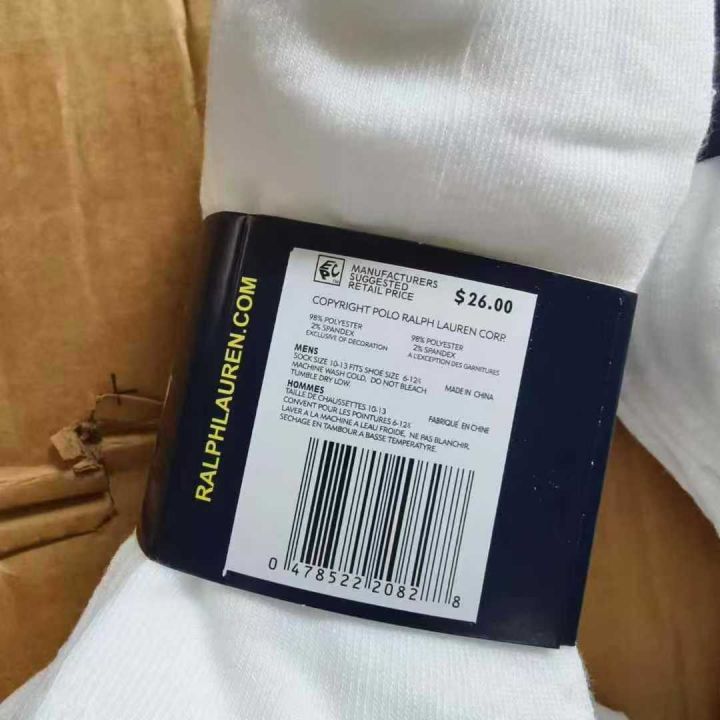 RALPHLAUREN.COM
MANUFACTURERS
SUGGESTED
RETAIL PRICE
$26.00
COPYRIGHT POLO RALPH LAUREN CORP.
98% POLYESTER
2% SPANDEX
EXCLUSIVE OF DECORATION
98% POLYESTER
2% SPANDEX
A L'EXCEPTION DES GARNITURES
MENS
SOCK SIZE 10-13 FITS SHOE SIZE 6-12½
MACHINE WASH COLD, DO NOT BLEACH
TUMBLE DRY LOW
MADE IN CHINA
HOMMES
TAILLE DE CHAUSSETTES 10-13
CONVENT POUR LES POINTURES 6-12½
LAVER A LA MACHINE A LEAU FROIDE, NE PAS BLANCHIR,
SECHAGE EN TAMBOUR A BASSE TEMPERATYRE.
FABRIQUÉ EN CHINE
0 478522 2082 8